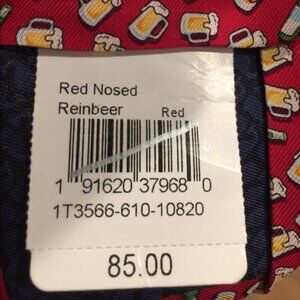 Red Nosed
Reinbeer Red
1 91620 37968 0
1T3566-610-10820
85.00